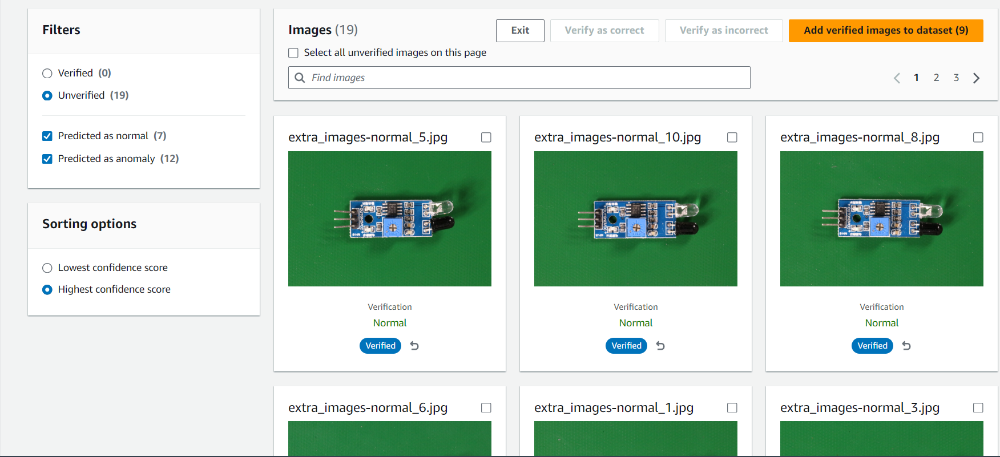 Filters
Verified (0)
Unverified (19)
Predicted as normal (7)
Predicted as anomaly (12)
Sorting options
Lowest confidence score
Highest confidence score
Images (19)
Exit
Verify as correct
Verify as incorrect
Add verified images to dataset (9)
Select all unverified images on this page
Find images
1 2 3
extra_images-normal_5.jpg
extra_images-normal_10.jpg
extra_images-normal_8.jpg
Verification
Normal
Verified
Verification
Normal
Verified
Verification
Normal
Verified
extra_images-normal_6.jpg
extra_images-normal_1.jpg
extra_images-normal_3.jpg